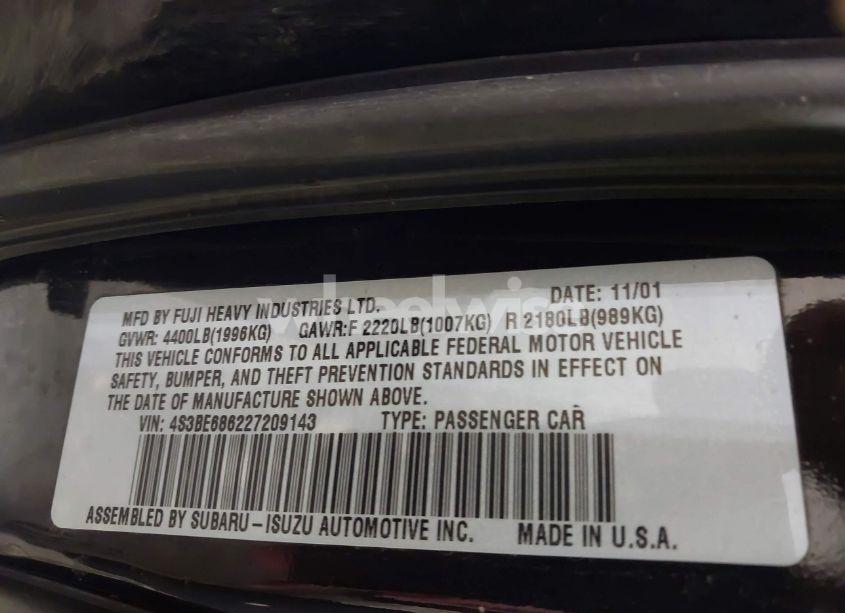 wheelwise
MFD BY FUJI HEAVY INDUSTRIES LTD. DATE: 11/01
GVWR: 4400LB(1996KG) GAWR:F 2220LB(1007KG) R 2180LB(989KG)
THIS VEHICLE CONFORMS TO ALL APPLICABLE FEDERAL MOTOR VEHICLE
SAFETY, BUMPER, AND THEFT PREVENTION STANDARDS IN EFFECT ON
THE DATE OF MANUFACTURE SHOWN ABOVE.
VIN: 4S3BE686227209143 TYPE: PASSENGER CAR
ASSEMBLED BY SUBARU-ISUZU AUTOMOTIVE INC. MADE IN U.S.A.